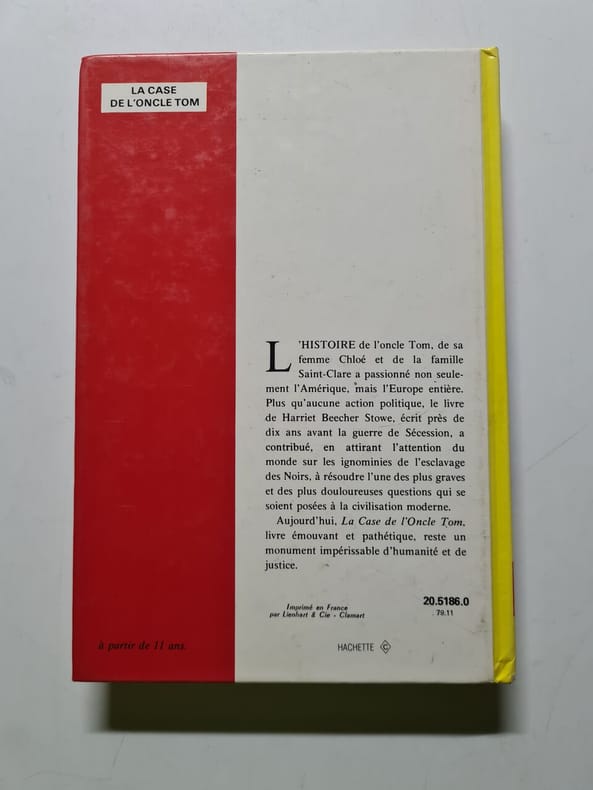 LA CASE
DE L'ONCLE TOM
L'HISTOIRE de l'oncle Tom, de sa
femme Chloé et de la famille
Saint-Clare a passionné non seule-
ment l'Amérique, mais l'Europe entière.
Plus qu'aucune action politique, le livre
de Harriet Beecher Stowe, écrit près de
dix ans avant la guerre de Sécession, a
contribué, en attirant l'attention du
monde sur les ignominies de l'esclavage
des Noirs, à résoudre l'une des plus graves
et des plus douloureuses questions qui se
soient posées à la civilisation moderne.
Aujourd'hui, La Case de l'Oncle Tom,
livre émouvant et pathétique, reste un
monument impérissable d'humanité et de
justice.
Imprimé en France
par Lienhart & Cie - Clamart
20.5186.0
79.11
à partir de 11 ans.
HACHETTE C